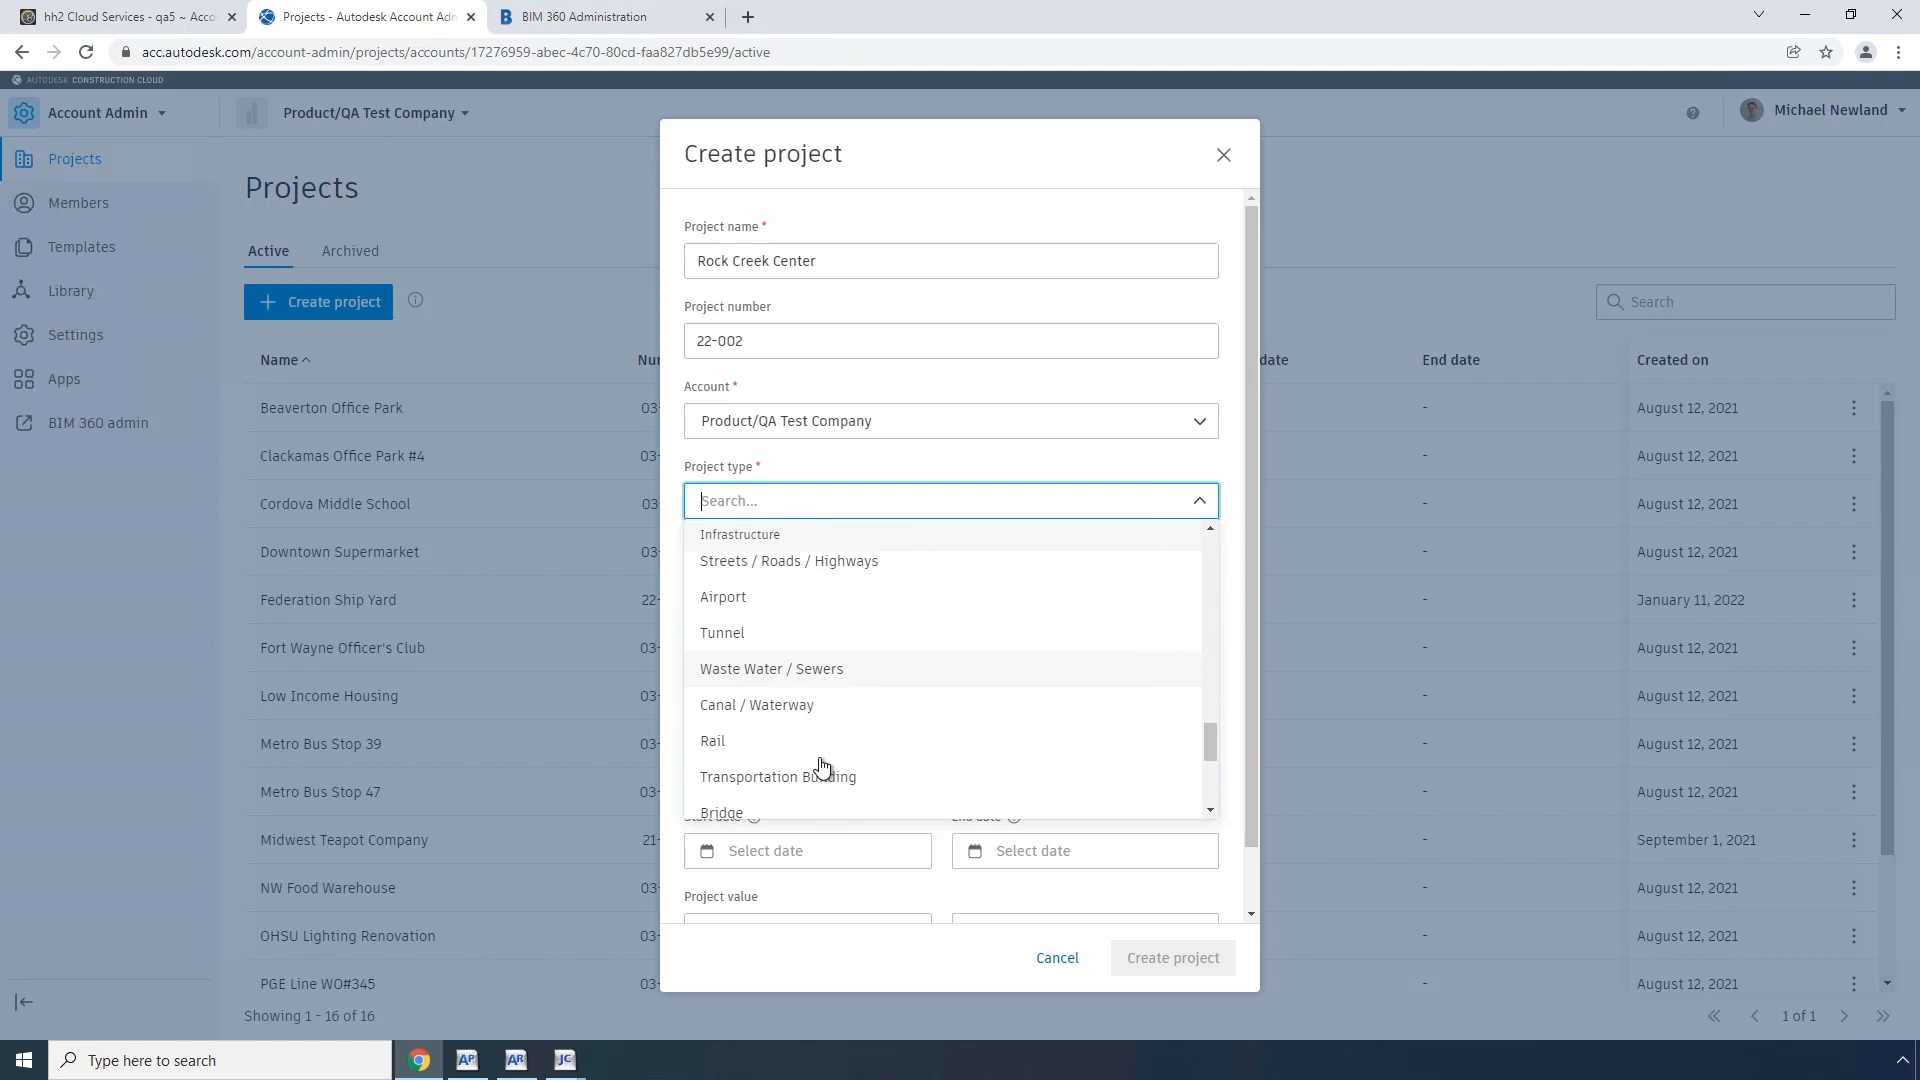 hh2 Cloud Services - qa5 ~ Acco
Projects - Autodesk Account Adm
BIM 360 Administration
acc.autodesk.com/account-admin/projects/accounts/17276959-abec-4c70-80cd-faa827db5e99/active
AUTODESK CONSTRUCTION CLOUD
Account Admin
Product/QA Test Company
Michael Newland
Projects
Members
Templates
Library
Settings
Apps
BIM 360 admin
Projects
Active
Archived
Create project
Search
Name
Num
date
End date
Created on
Beaverton Office Park 03- - August 12, 2021
Clackamas Office Park #4 03- - August 12, 2021
Cordova Middle School 03- - August 12, 2021
Downtown Supermarket 03- - August 12, 2021
Federation Ship Yard 22- - January 11, 2022
Fort Wayne Officer's Club 03- - August 12, 2021
Low Income Housing 03- - August 12, 2021
Metro Bus Stop 39 03- - August 12, 2021
Metro Bus Stop 47 03- - August 12, 2021
Midwest Teapot Company 21- - September 1, 2021
NW Food Warehouse 03- - August 12, 2021
OHSU Lighting Renovation 03- - August 12, 2021
PGE Line WO#345 03- - August 12, 2021
Showing 1 - 16 of 16
1 of 1
Create project
Project name *
Rock Creek Center
Project number
22-002
Account *
Product/QA Test Company
Project type *
Search...
Infrastructure
Streets / Roads / Highways
Airport
Tunnel
Waste Water / Sewers
Canal / Waterway
Rail
Transportation Building
Bridge
Start date
End date
Select date
Select date
Project value
Cancel
Create project
Type here to search
AP
AR
JC